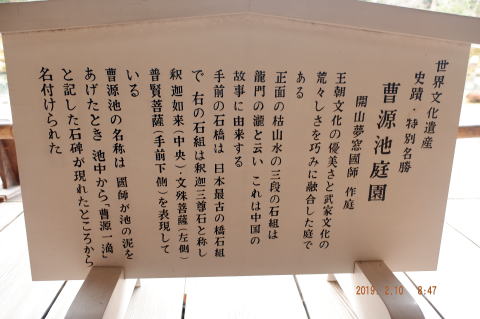 世界文化遺産
史蹟・特別名勝
曹源池庭園
開山夢窓國師 作庭
王朝文化の優美さと武家文化の
荒々しさを巧みに融合した庭で
ある
正面の枯山水の三段の石組は
龍門の瀧と云い これは中国の
故事に由来する
手前の石橋は 日本最古の橋石組
で 右の石組は釈迦三尊石と称し
釈迦如来(中央)・文殊菩薩(左側)
普賢菩薩(手前下側)を表現して
いる
曹源池の名称は 國師が池の泥を
あげたとき 池中から「曹源一滴」
と記した石碑が現れたところから
名付けられた
2019. 2.10 8:47